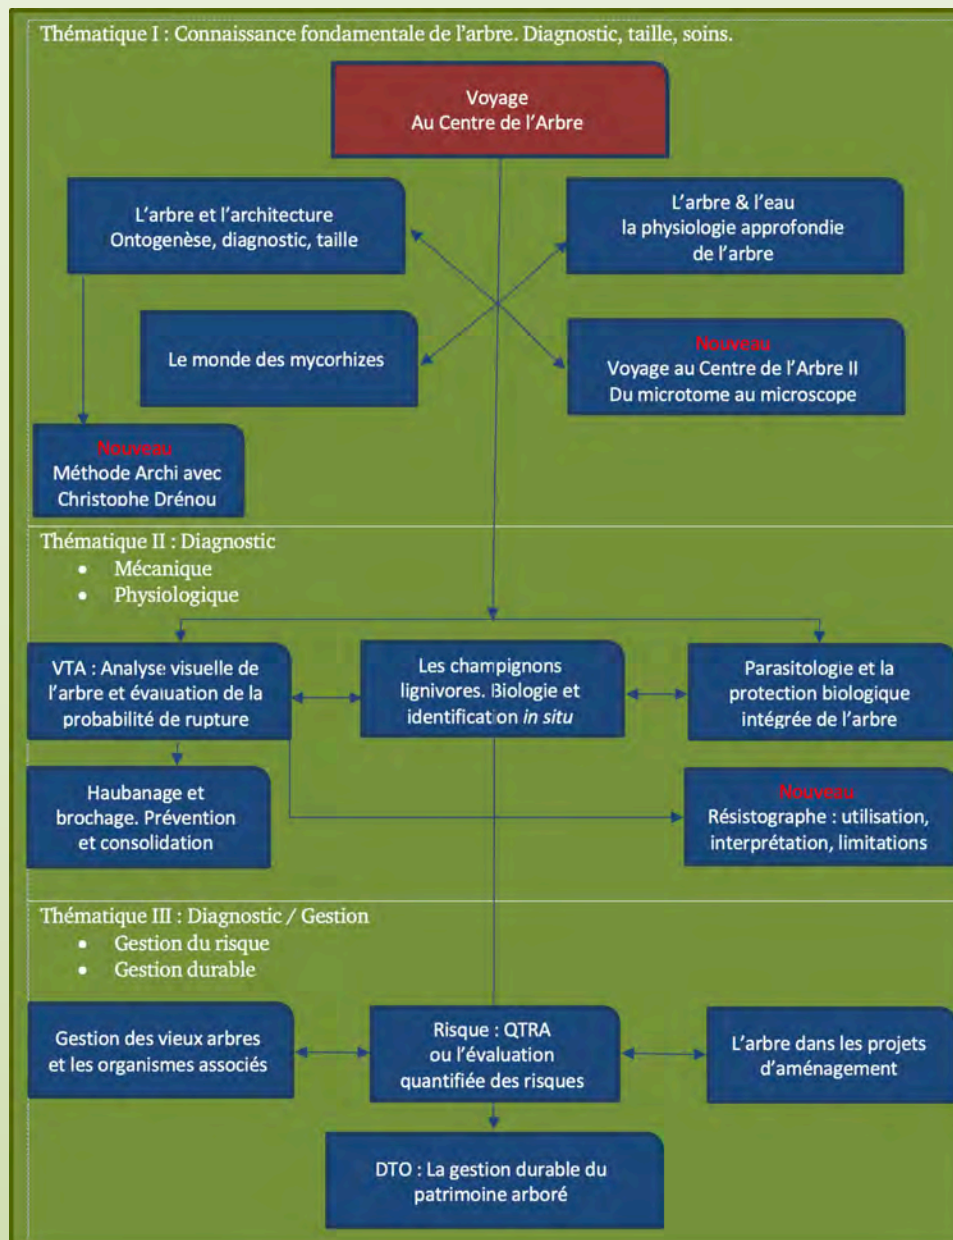 Thématique I : Connaissance fondamentale de l'arbre. Diagnostic, taille, soins.
Voyage
Au Centre de l'Arbre
L'arbre et l'architecture
Ontogenèse, diagnostic, taille
L'arbre & l'eau
la physiologie approfondie
de l'arbre
Le monde des mycorhizes
Nouveau
Voyage au Centre de l'Arbre II
Du microtome au microscope
Nouveau
Méthode Archi avec
Christophe Drénou
Thématique II : Diagnostic
• Mécanique
• Physiologique
VTA : Analyse visuelle de
l'arbre et évaluation de la
probabilité de rupture
Les champignons
lignivores. Biologie et
identification in situ
Parasitologie et la
protection biologique
intégrée de l'arbre
Haubanage et
brochage. Prévention
et consolidation
Nouveau
Résistographe : utilisation,
interprétation, limitations
Thématique III : Diagnostic / Gestion
• Gestion du risque
• Gestion durable
Gestion des vieux arbres
et les organismes associés
Risque : QTRA
ou l'évaluation
quantifiée des risques
L'arbre dans les projets
d'aménagement
DTO : La gestion durable du
patrimoine arboré